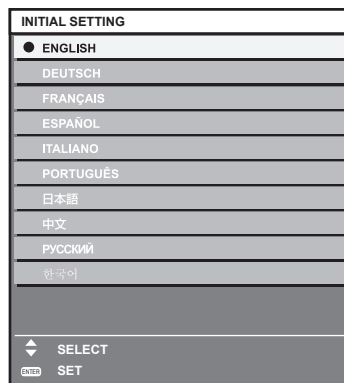 INITIAL SETTING
ENGLISH
DEUTSCH
FRANÇAIS
ESPAÑOL
ITALIANO
PORTUGUÊS
日本語
中文
РУССКИЙ
한국어
SELECT
ENTER SET